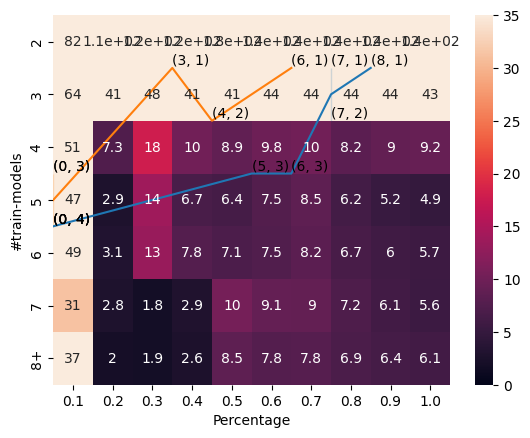 35
2 82
(3, 1) (6, 1) (7, 1) (8, 1)
30
3 64 41 48 41 41 44 44 44 44 43
(4, 2) (7, 2)
25
4 51 7.3 18 10 8.9 9.8 10 8.2 9 9.2
(0, 3) (5, 3) (6, 3)
20
#train-models
5 47 2.9 14 6.7 6.4 7.5 8.5 6.2 5.2 4.9
(0, 4)
15
6 49 3.1 13 7.8 7.1 7.5 8.2 6.7 6 5.7
10
7 31 2.8 1.8 2.9 10 9.1 9 7.2 6.1 5.6
5
8+ 37 2 1.9 2.6 8.5 7.8 7.8 6.9 6.4 6.1
0
0.1 0.2 0.3 0.4 0.5 0.6 0.7 0.8 0.9 1.0
Percentage